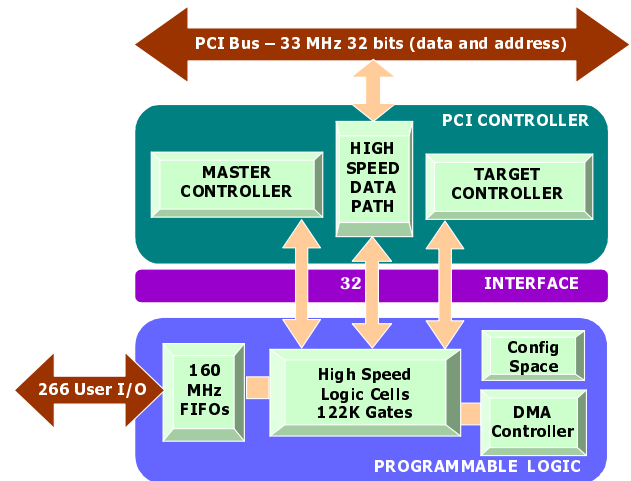 PCI Bus – 33 MHz 32 bits (data and address)
PCI CONTROLLER
MASTER
CONTROLLER
HIGH
SPEED
DATA
PATH
TARGET
CONTROLLER
32
INTERFACE
266 User I/O
160
MHz
FIFOs
High Speed
Logic Cells
122K Gates
Config
Space
DMA
Controller
PROGRAMMABLE LOGIC